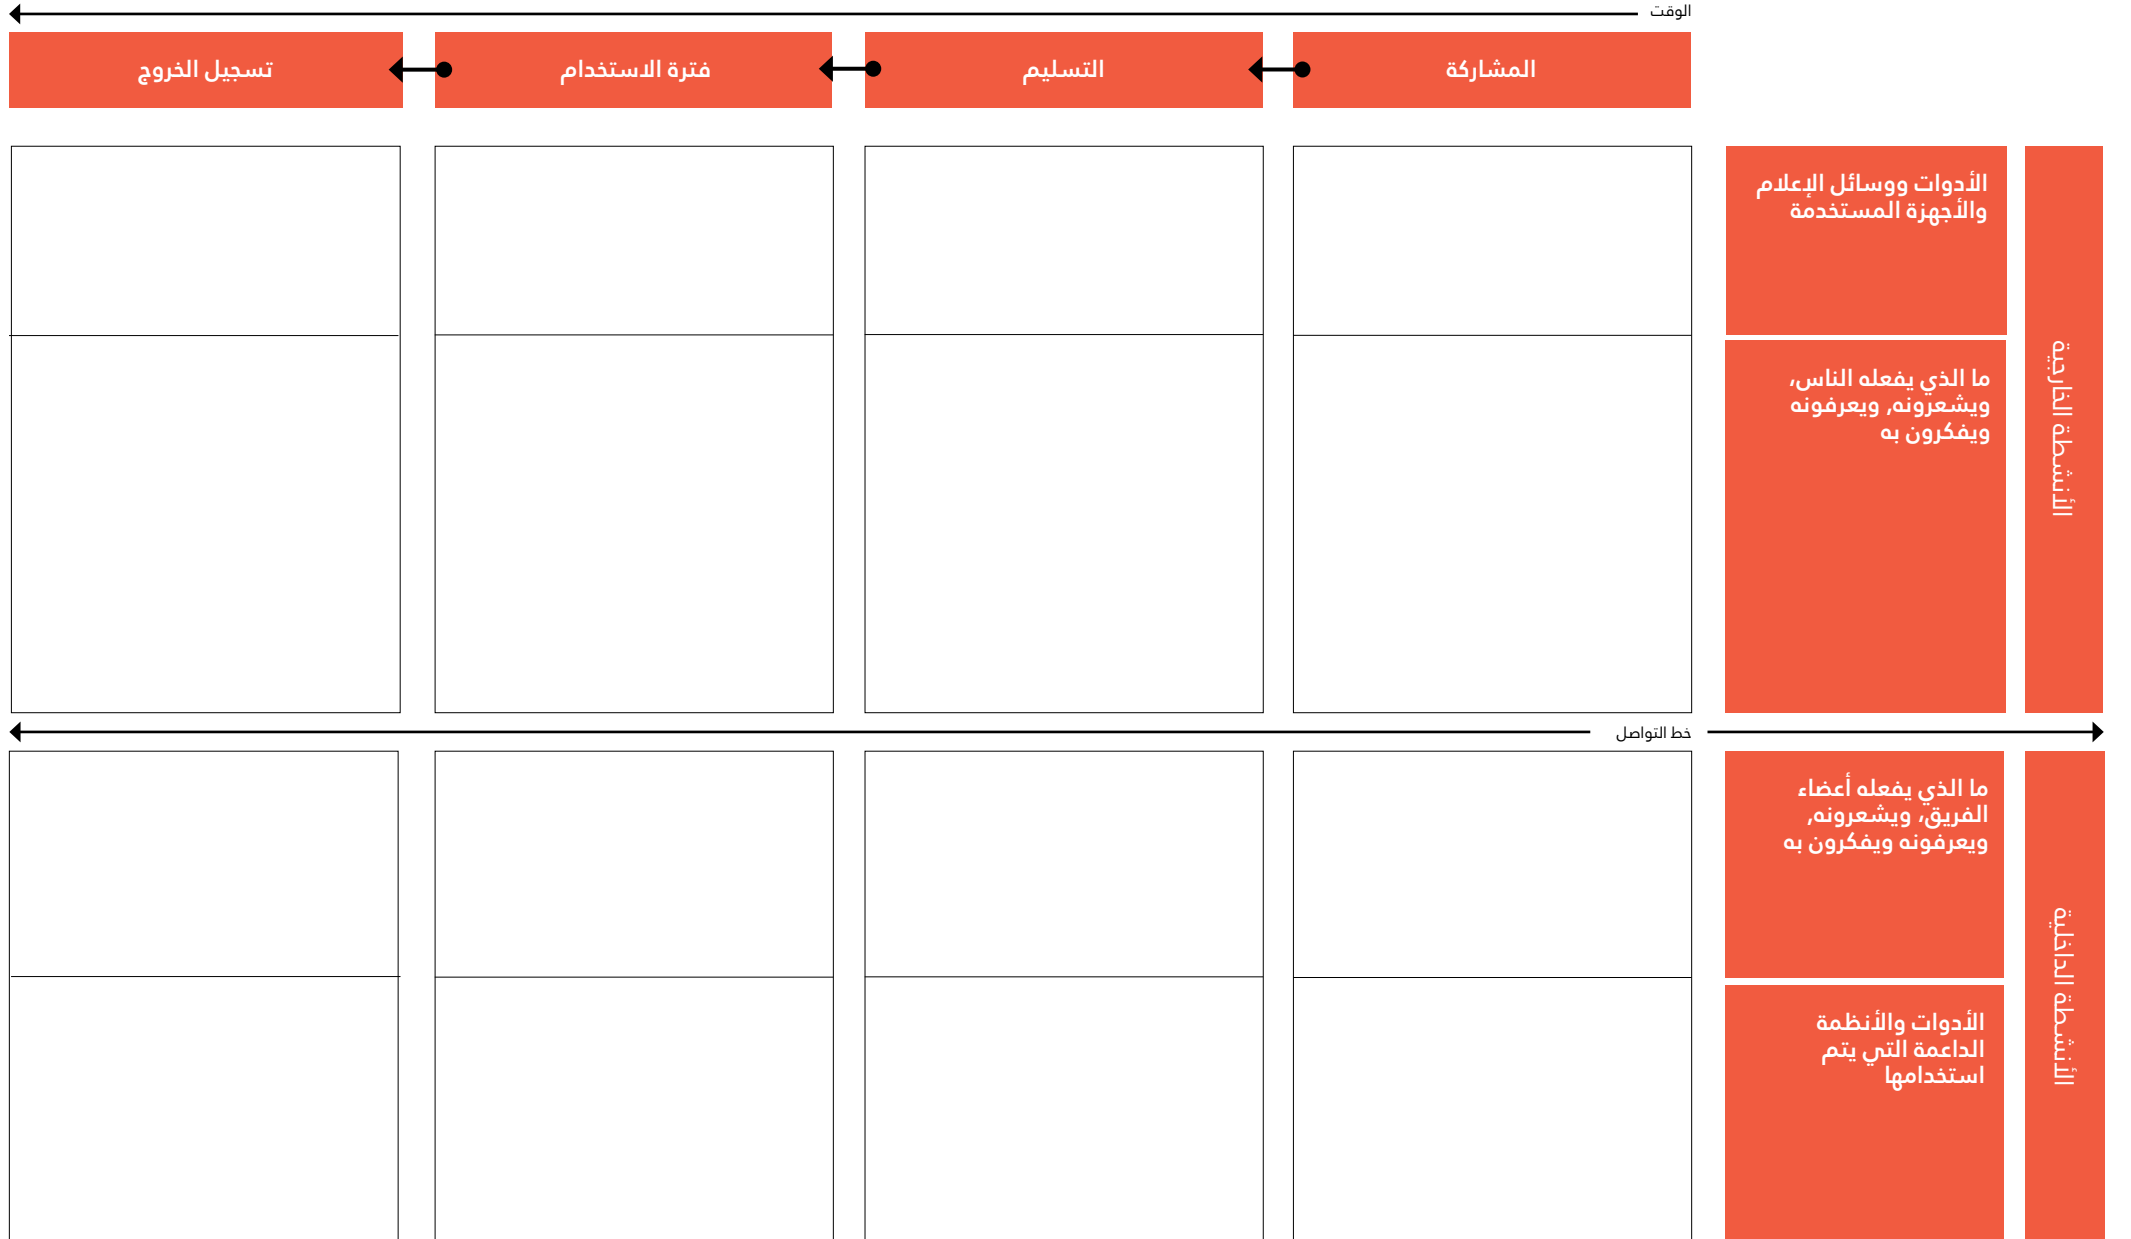 الوقت
المشاركة
التسليم
فترة الاستخدام
تسجيل الخروج
الأنشطة الخارجية
الأدوات ووسائل الإعلام
والأجهزة المستخدمة
ما الذي يفعله الناس،
ويشعرونه, ويعرفونه
ويفكرون به
خط التواصل
الأنشطة الداخلية
ما الذي يفعله أعضاء
الفريق، ويشعرونه,
ويعرفونه ويفكرون به
الأدوات والأنظمة
الداعمة التي يتم
استخدامها